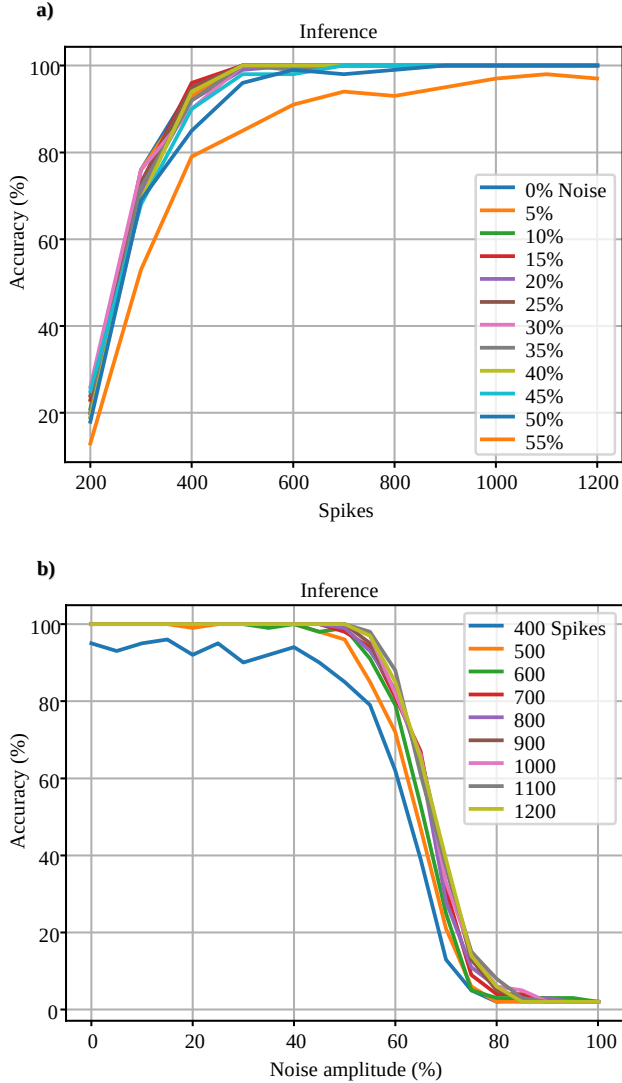 a)
Inference
100
80
60
40
20
Accuracy (%)
0% Noise
5%
10%
15%
20%
25%
30%
35%
40%
45%
50%
55%
200 400 600 800 1000 1200
Spikes
b)
Inference
100
80
60
40
20
0
Accuracy (%)
400 Spikes
500
600
700
800
900
1000
1100
1200
0 20 40 60 80 100
Noise amplitude (%)